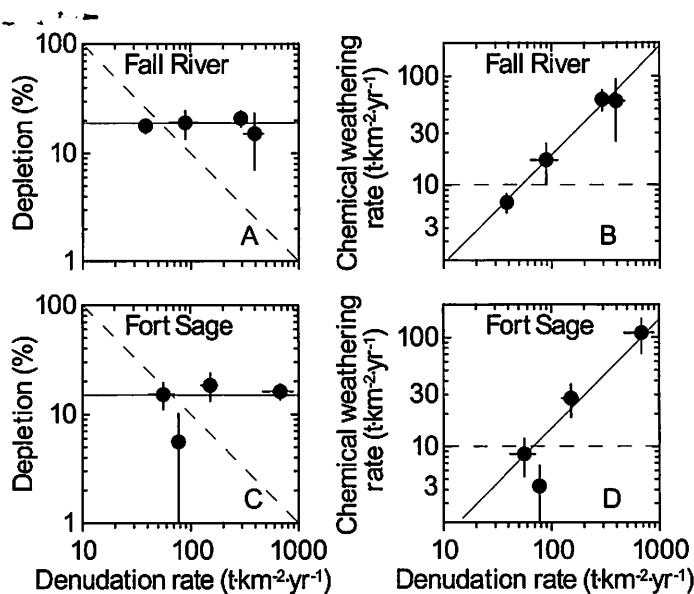 Fall River
Depletion (%)
100
10
1
A
Fall River
Chemical weathering
rate (t·km⁻²·yr⁻¹)
100
30
10
3
B
Fort Sage
Depletion (%)
100
10
1
C
10 100 1000
Denudation rate (t·km⁻²·yr⁻¹)
Fort Sage
Chemical weathering
rate (t·km⁻²·yr⁻¹)
100
30
10
3
D
10 100 1000
Denudation rate (t·km⁻²·yr⁻¹)